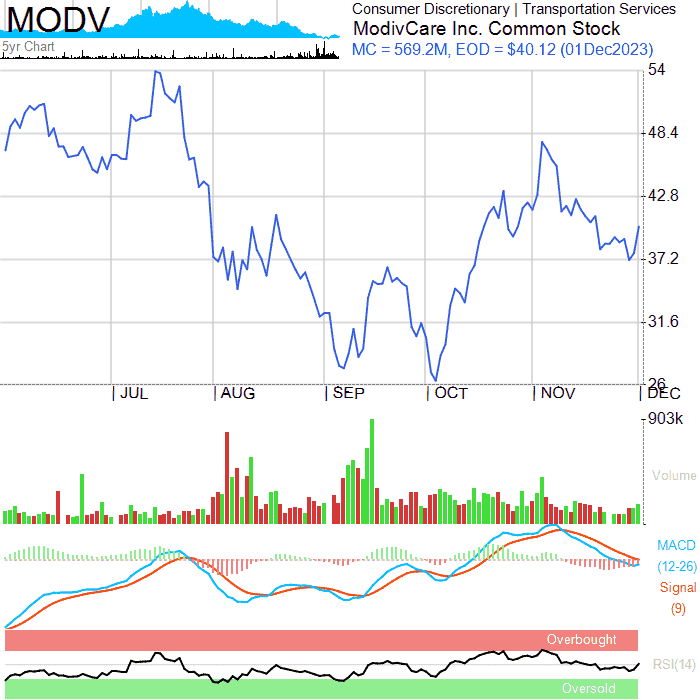 MODV
5yr Chart
Consumer Discretionary | Transportation Services
ModivCare Inc. Common Stock
MC = 569.2M, EOD = $40.12 (01Dec2023)
54
48.4
42.8
37.2
31.6
26
JUL AUG SEP OCT NOV DEC
903k
Volume
MACD
(12-26)
Signal
(9)
Overbought
RSI(14)
Oversold